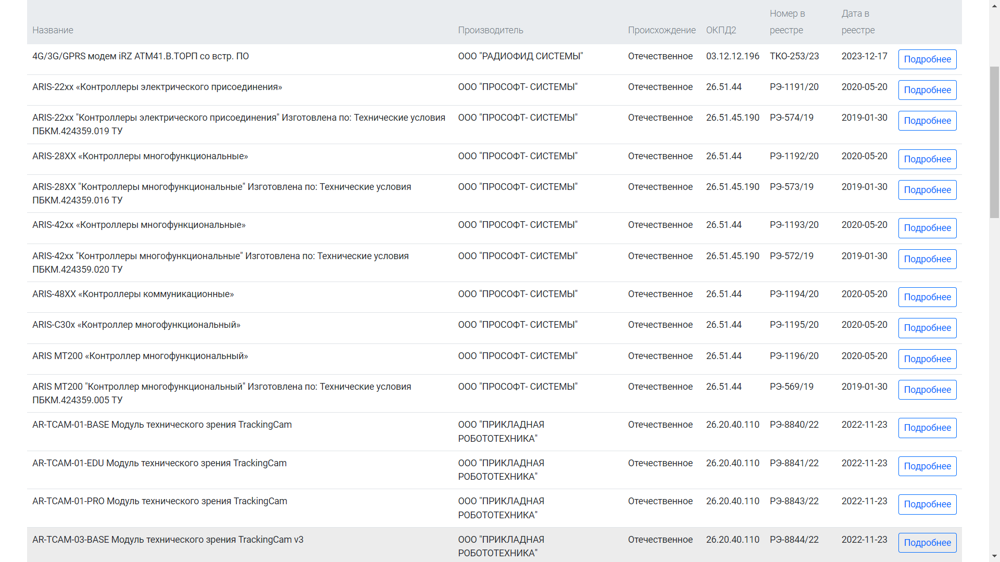 Название Производитель Происхождение ОКПД2 Номер в реестре Дата в реестре
4G/3G/GPRS модем iRZ ATM41.B.ТОРП со встр. ПО ООО "РАДИОФИД СИСТЕМЫ" Отечественное 03.12.12.196 ТКО-253/23 2023-12-17 Подробнее
ARIS-22xx «Контроллеры электрического присоединения» ООО "ПРОСОФТ- СИСТЕМЫ" Отечественное 26.51.44 РЭ-1191/20 2020-05-20 Подробнее
ARIS-22xx "Контроллеры электрического присоединения" Изготовлена по: Технические условия ООО "ПРОСОФТ- СИСТЕМЫ" Отечественное 26.51.45.190 РЭ-574/19 2019-01-30 Подробнее
ПБКМ.424359.019 ТУ
ARIS-28XX «Контроллеры многофункциональные» ООО "ПРОСОФТ- СИСТЕМЫ" Отечественное 26.51.44 РЭ-1192/20 2020-05-20 Подробнее
ARIS-28XX "Контроллеры многофункциональные" Изготовлена по: Технические условия ООО "ПРОСОФТ- СИСТЕМЫ" Отечественное 26.51.45.190 РЭ-573/19 2019-01-30 Подробнее
ПБКМ.424359.016 ТУ
ARIS-42xx «Контроллеры многофункциональные» ООО "ПРОСОФТ- СИСТЕМЫ" Отечественное 26.51.44 РЭ-1193/20 2020-05-20 Подробнее
ARIS-42xx "Контроллеры многофункциональные" Изготовлена по: Технические условия ООО "ПРОСОФТ- СИСТЕМЫ" Отечественное 26.51.45.190 РЭ-572/19 2019-01-30 Подробнее
ПБКМ.424359.020 ТУ
ARIS-48XX «Контроллеры коммуникационные» ООО "ПРОСОФТ- СИСТЕМЫ" Отечественное 26.51.44 РЭ-1194/20 2020-05-20 Подробнее
ARIS-C30x «Контроллер многофункциональный» ООО "ПРОСОФТ- СИСТЕМЫ" Отечественное 26.51.44 РЭ-1195/20 2020-05-20 Подробнее
ARIS MT200 «Контроллер многофункциональный» ООО "ПРОСОФТ- СИСТЕМЫ" Отечественное 26.51.44 РЭ-1196/20 2020-05-20 Подробнее
ARIS MT200 "Контроллер многофункциональный" Изготовлена по: Технические условия ООО "ПРОСОФТ- СИСТЕМЫ" Отечественное 26.51.44 РЭ-569/19 2019-01-30 Подробнее
ПБКМ.424359.005 ТУ
AR-TCAM-01-BASE Модуль технического зрения TrackingCam ООО "ПРИКЛАДНАЯ Отечественное 26.20.40.110 РЭ-8840/22 2022-11-23 Подробнее
РОБОТОТЕХНИКА"
AR-TCAM-01-EDU Модуль технического зрения TrackingCam ООО "ПРИКЛАДНАЯ Отечественное 26.20.40.110 РЭ-8841/22 2022-11-23 Подробнее
РОБОТОТЕХНИКА"
AR-TCAM-01-PRO Модуль технического зрения TrackingCam ООО "ПРИКЛАДНАЯ Отечественное 26.20.40.110 РЭ-8843/22 2022-11-23 Подробнее
РОБОТОТЕХНИКА"
AR-TCAM-03-BASE Модуль технического зрения TrackingCam v3 ООО "ПРИКЛАДНАЯ Отечественное 26.20.40.110 РЭ-8844/22 2022-11-23 Подробнее
РОБОТОТЕХНИКА"